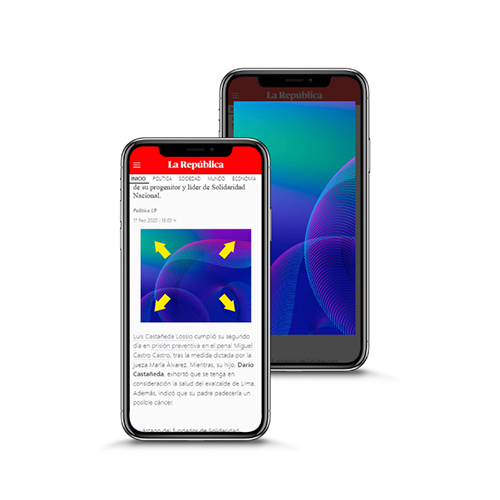 La República
La República
INICIO POLÍTICA SOCIEDAD MUNDO ECONOMÍA
de su progenitor y líder de Solidaridad
Nacional.
Política LR
17 Feb 2020 | 13:00 h
Luis Castañeda Lossio cumplió su segundo
día en prisión preventiva en el penal Miguel
Castro Castro, tras la medida dictada por la
jueza María Álvarez. Mientras, su hijo, Darío
Castañeda, exhortó que se tenga en
consideración la salud del exalcalde de Lima.
Además, indicó que su padre padecería un
posible cáncer.